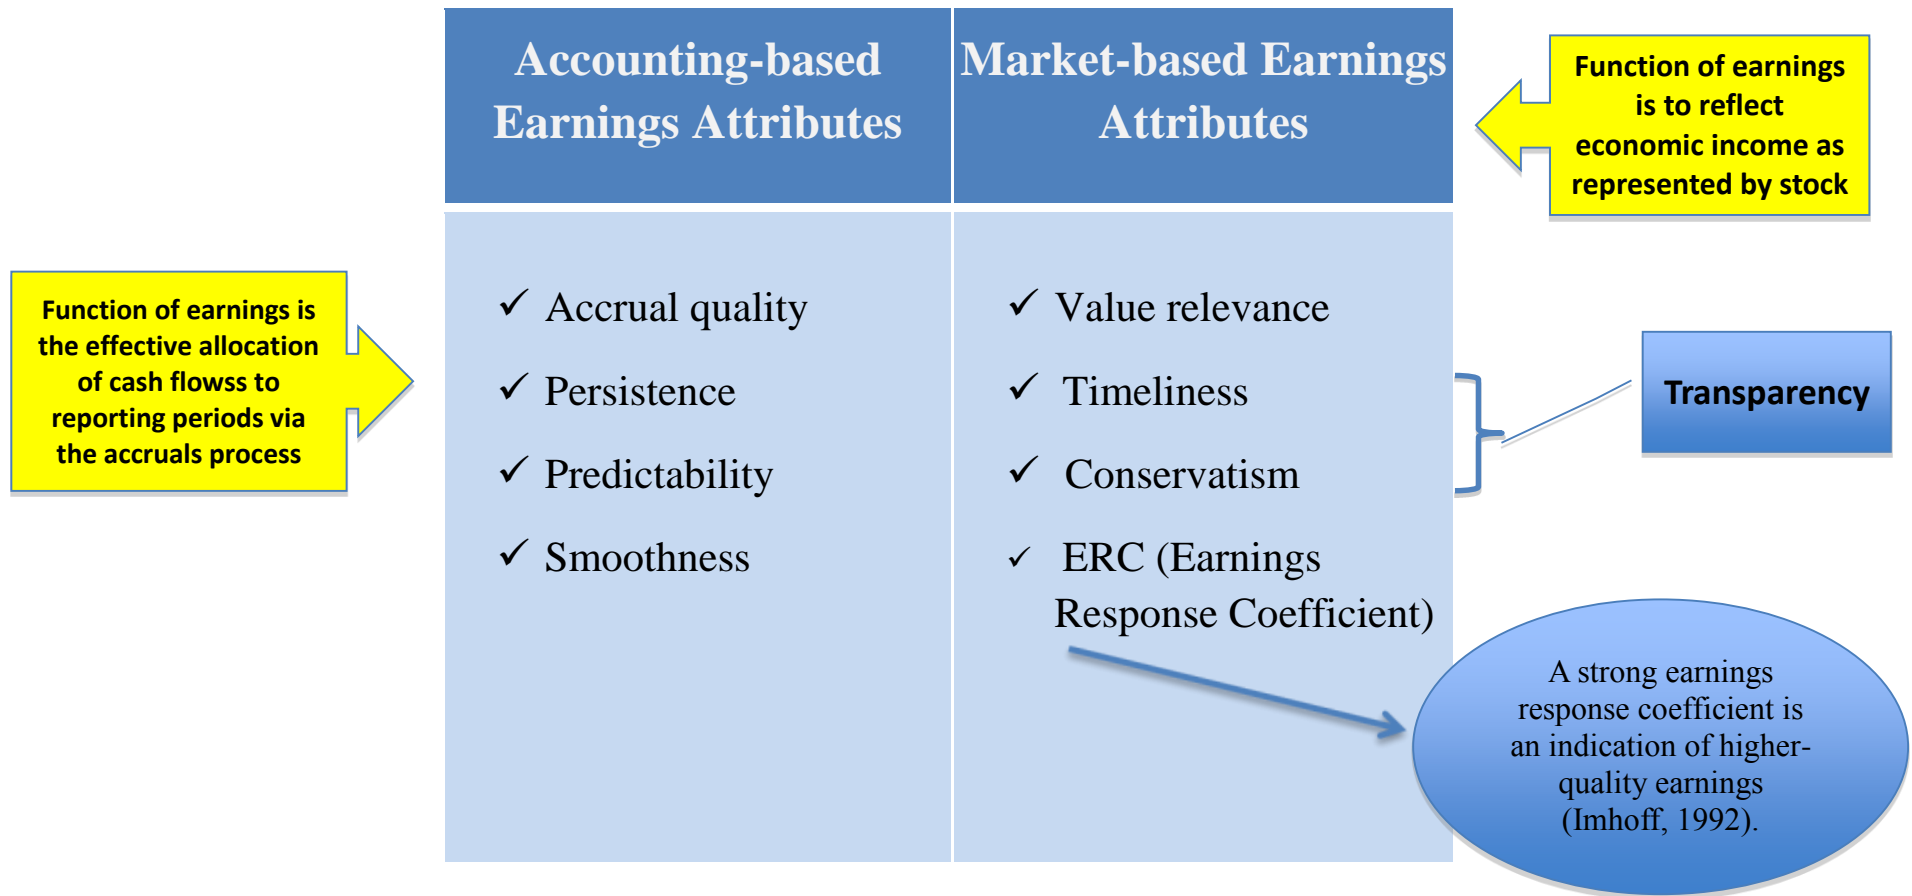 Accounting-based
Earnings Attributes
Market-based Earnings
Attributes
Function of earnings
is to reflect
economic income as
represented by stock
Function of earnings is
the effective allocation
of cash flowss to
reporting periods via
the accruals process
✓ Accrual quality
✓ Persistence
✓ Predictability
✓ Smoothness
✓ Value relevance
✓ Timeliness
✓ Conservatism
✓ ERC (Earnings
Response Coefficient)
Transparency
A strong earnings
response coefficient is
an indication of higher-
quality earnings
(Imhoff, 1992).